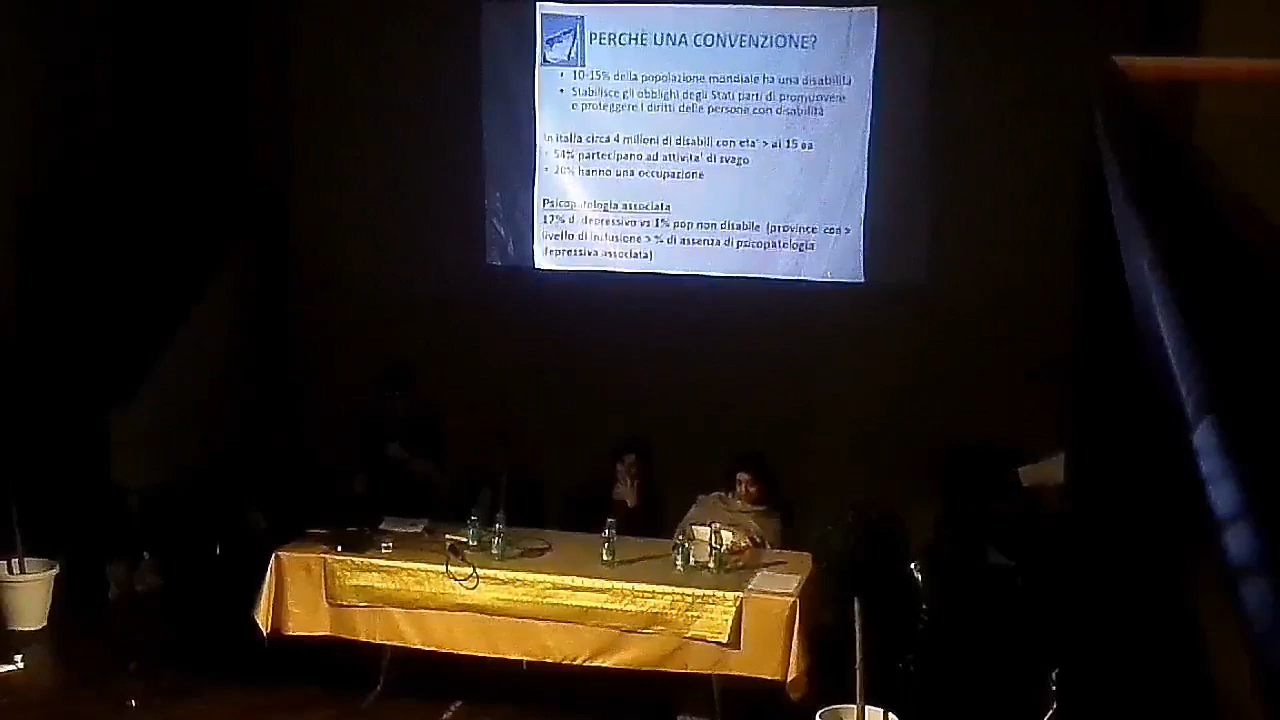 PERCHÈ UNA CONVENZIONE?
• 10-15% della popolazione mondiale ha una disabilità
• Stabilisce gli obblighi degli Stati parti di promuovere
e proteggere i diritti delle persone con disabilità
In italia circa 4 milioni di disabili con eta' > ai 15 aa
• 54% partecipano ad attivita' di svago
• 20% hanno una occupazione
Psicopatologia associata
17% d. depressivo vs 1% pop non disabile (province con >
livello di inclusione > % di assenza di psicopatologia
depressiva associata)